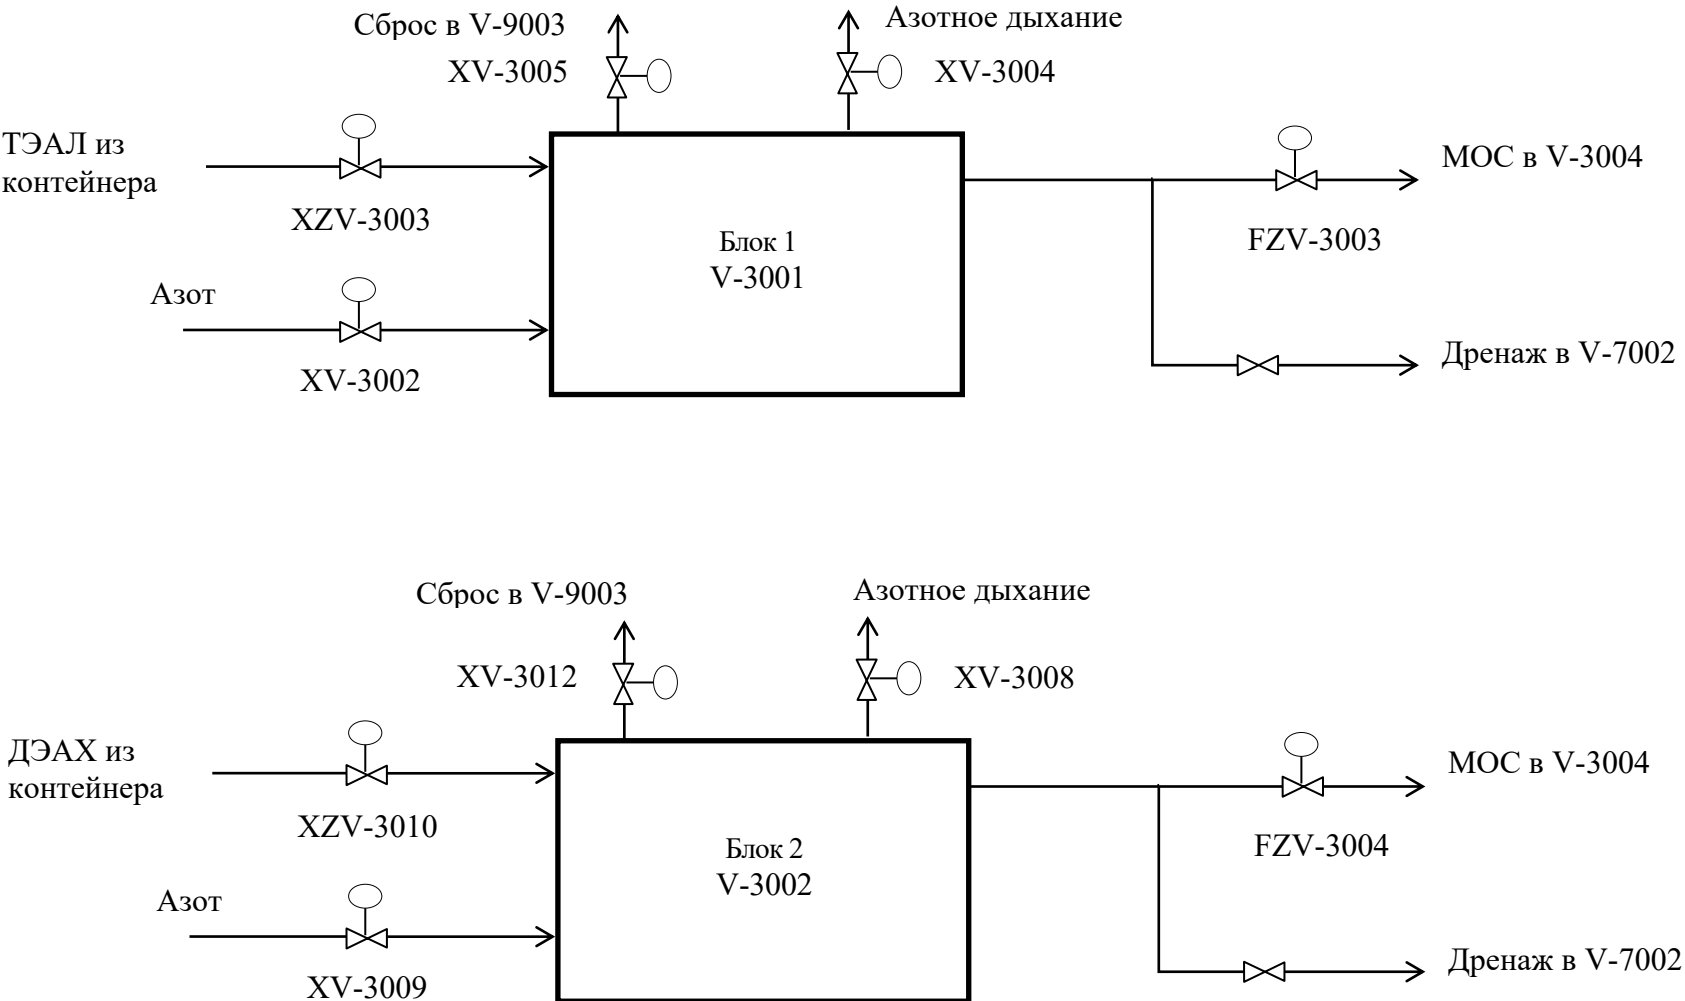 Сброс в V-9003
Азотное дыхание
XV-3005
XV-3004
ТЭАЛ из
контейнера
МОС в V-3004
XZV-3003
FZV-3003
Блок 1
V-3001
Азот
XV-3002
Дренаж в V-7002
Сброс в V-9003
Азотное дыхание
XV-3012
XV-3008
ДЭАХ из
контейнера
МОС в V-3004
XZV-3010
FZV-3004
Блок 2
V-3002
Азот
XV-3009
Дренаж в V-7002